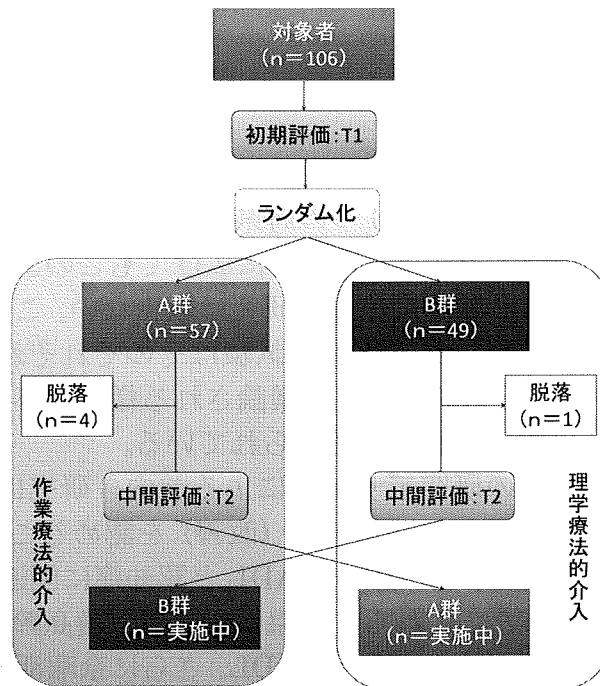 対象者
(n=106)
初期評価:T1
ランダム化
A群
(n=57)
B群
(n=49)
脱落
(n=4)
脱落
(n=1)
中間評価:T2
中間評価:T2
作業療法的介入
理学療法的介入
B群
(n=実施中)
A群
(n=実施中)